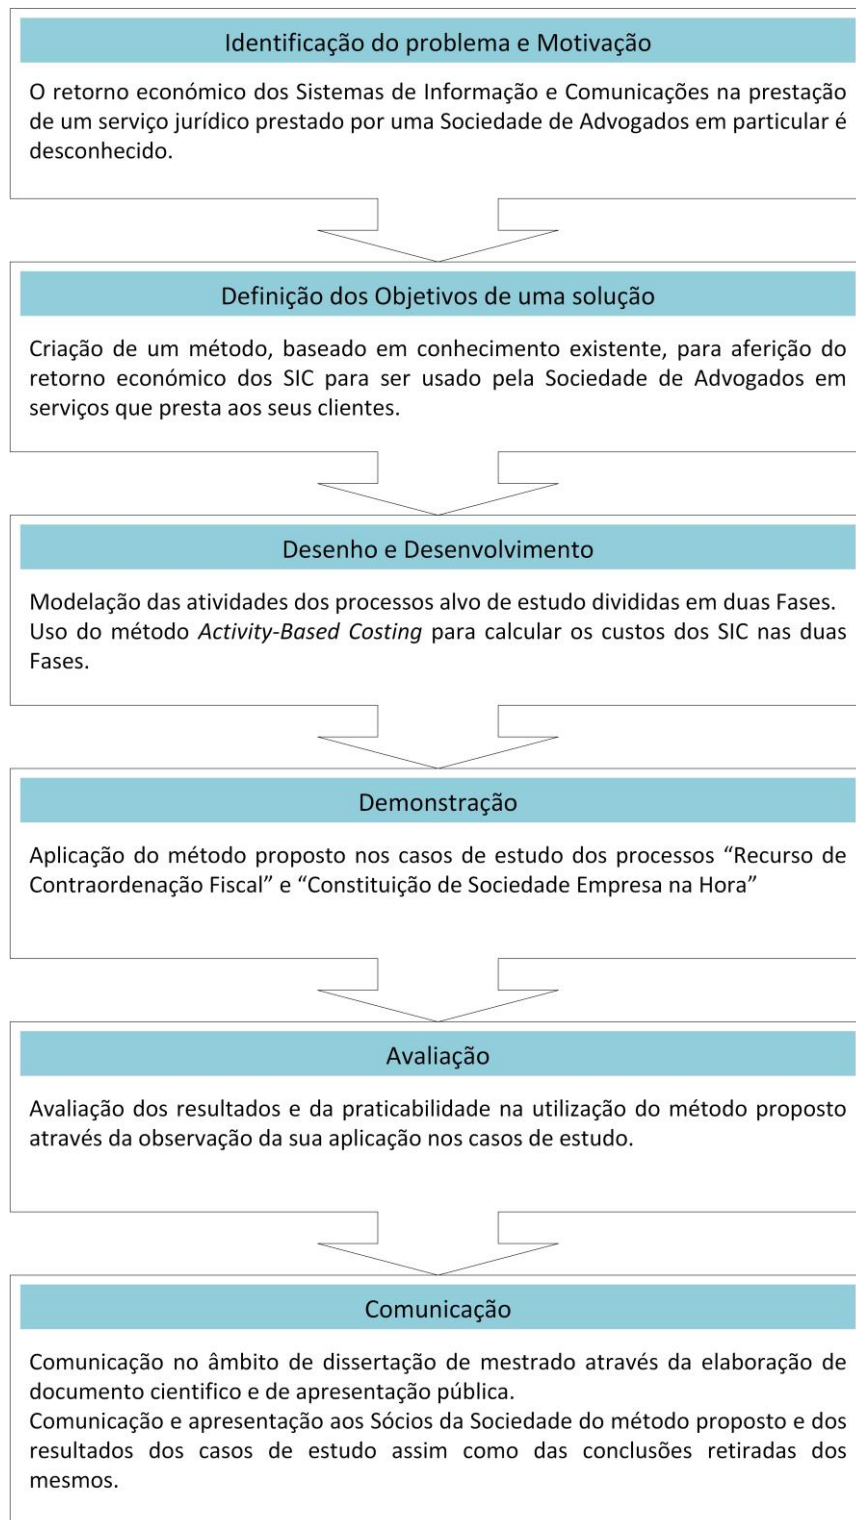 Identificação do problema e Motivação
O retorno económico dos Sistemas de Informação e Comunicações na prestação
de um serviço jurídico prestado por uma Sociedade de Advogados em particular é
desconhecido.
Definição dos Objetivos de uma solução
Criação de um método, baseado em conhecimento existente, para aferição do
retorno económico dos SIC para ser usado pela Sociedade de Advogados em
serviços que presta aos seus clientes.
Desenho e Desenvolvimento
Modelação das atividades dos processos alvo de estudo divididas em duas Fases.
Uso do método Activity-Based Costing para calcular os custos dos SIC nas duas
Fases.
Demonstração
Aplicação do método proposto nos casos de estudo dos processos “Recurso de
Contraordenação Fiscal” e “Constituição de Sociedade Empresa na Hora”
Avaliação
Avaliação dos resultados e da praticabilidade na utilização do método proposto
através da observação da sua aplicação nos casos de estudo.
Comunicação
Comunicação no âmbito de dissertação de mestrado através da elaboração de
documento cientifico e de apresentação pública.
Comunicação e apresentação aos Sócios da Sociedade do método proposto e dos
resultados dos casos de estudo assim como das conclusões retiradas dos
mesmos.